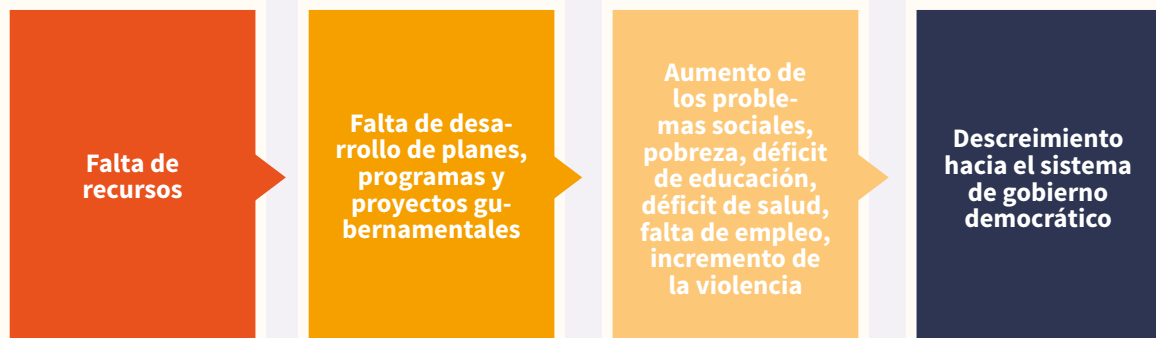 Falta de
recursos
Falta de desa-
rrollo de planes,
programas y
proyectos gu-
bernamentales
Aumento de
los proble-
mas sociales,
pobreza, déficit
de educación,
déficit de salud,
falta de empleo,
incremento de
la violencia
Descreimiento
hacia el sistema
de gobierno
democrático